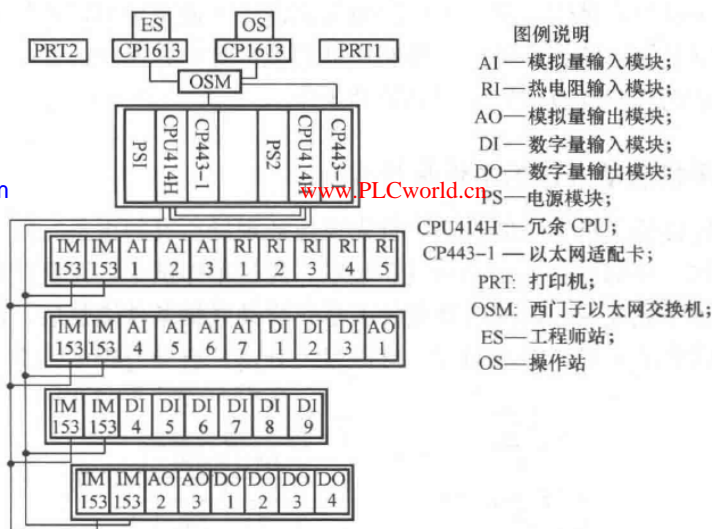 ES
OS
PRT2
CP1613
CP1613
PRT1
OSM
PS1
CPU414H
CP443-1
PS2
CPU414H
CP443-1
www.PLCworld.cn
IM 153
IM 153
AI 1
AI 2
AI 3
RI 1
RI 2
RI 3
RI 4
RI 5
IM 153
IM 153
AI 4
AI 5
AI 6
AI 7
DI 1
DI 2
DI 3
AO 1
IM 153
IM 153
DI 4
DI 5
DI 6
DI 7
DI 8
DI 9
IM 153
IM 153
AO 2
AO 3
DO 1
DO 2
DO 3
DO 4
图例说明
AI—模拟量输入模块;
RI—热电阻输入模块;
AO—模拟量输出模块;
DI—数字量输入模块;
DO—数字量输出模块;
PS—电源模块;
CPU414H—冗余 CPU;
CP443-1—以太网适配卡;
PRT: 打印机;
OSM: 西门子以太网交换机;
ES—工程师站;
OS—操作站